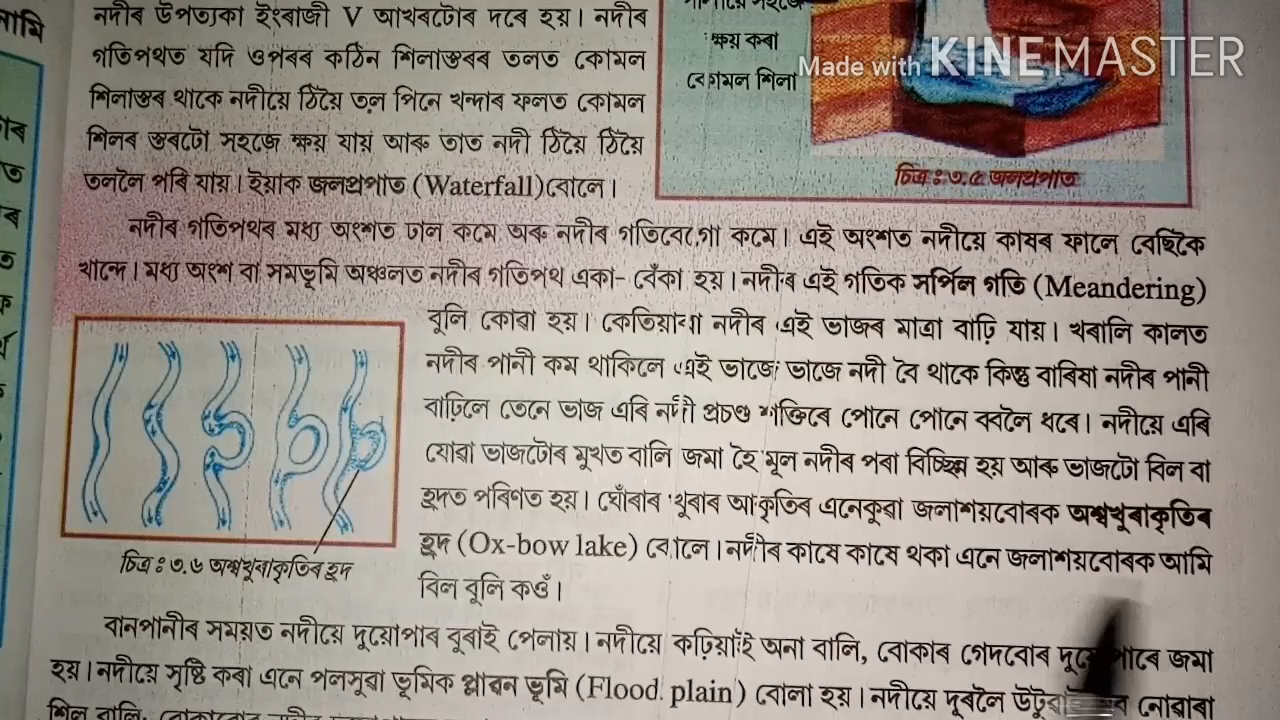 নদীৰ উপত্যকা ইংৰাজী V আখৰটোৰ দৰে হয়। নদীৰ
গতিপথত যদি ওপৰৰ কঠিন শিলাস্তৰৰ তলত কোমল
শিলাস্তৰ থাকে নদীয়ে ঠিয়ৈ তল পিনে খন্দাৰ ফলত কোমল
শিলৰ স্তৰটো সহজে ক্ষয় যায় আৰু তাত নদী ঠিয়ৈ ঠিয়ৈ
তললৈ পৰি যায়। ইয়াক জলপ্ৰপাত (Waterfall) বোলে।
ক্ষয় কৰা
কোমল শিলা
Made with KINEMASTER
চিত্ৰ : ৩.৫ জলপ্ৰপাত
নদীৰ গতিপথৰ মধ্য অংশত ঢাল কমে অৰু নদীৰ গতিবেগো কমে। এই অংশত নদীয়ে কাষৰ ফালে বেছিকৈ
খান্দে। মধ্য অংশ বা সমভূমি অঞ্চলত নদীৰ গতিপথ একা-বেঁকা হয়। নদীৰ এই গতিক সৰ্পিল গতি (Meandering)
বুলি কোৱা হয়। কেতিয়াবা নদীৰ এই ভাজৰ মাত্ৰা বাঢ়ি যায়। খৰালি কালত
নদীৰ পানী কম থাকিলে এই ভাজে ভাজে নদী বৈ থাকে কিন্তু বাৰিষা নদীৰ পানী
বাঢ়িলে তেনে ভাজ এৰি নদী প্ৰচণ্ড শক্তিৰে পোনে পোনে ববলৈ ধৰে। নদীয়ে এৰি
যোৱা ভাজটোৰ মুখত বালি জমা হৈ মূল নদীৰ পৰা বিচ্ছিন্ন হয় আৰু ভাজটো বিল বা
হ্ৰদত পৰিণত হয়। ঘোঁৰাৰ খুৰাৰ আকৃতিৰ এনেকুৱা জলাশয়বোৰক অশ্বখুৰাকৃতিৰ
হ্ৰদ (Ox-bow lake) বোলে। নদীৰ কাষে কাষে থকা এনে জলাশয়বোৰক আমি
বিল বুলি কওঁ।
চিত্ৰ : ৩.৬ অশ্বখুৰাকৃতিৰ হ্ৰদ
বানপানীৰ সময়ত নদীয়ে দুয়োপাৰ বুৰাই পেলায়। নদীয়ে কঢ়িয়াই অনা বালি, বোকাৰ গেদবোৰ পাৰে জমা
হয়। নদীয়ে সৃষ্টি কৰা এনে পলসুৱা ভূমিক প্লাৱন ভূমি (Flood plain) বোলা হয়। নদীয়ে দূৰলৈ নোৱাৰা
শিল বালি,